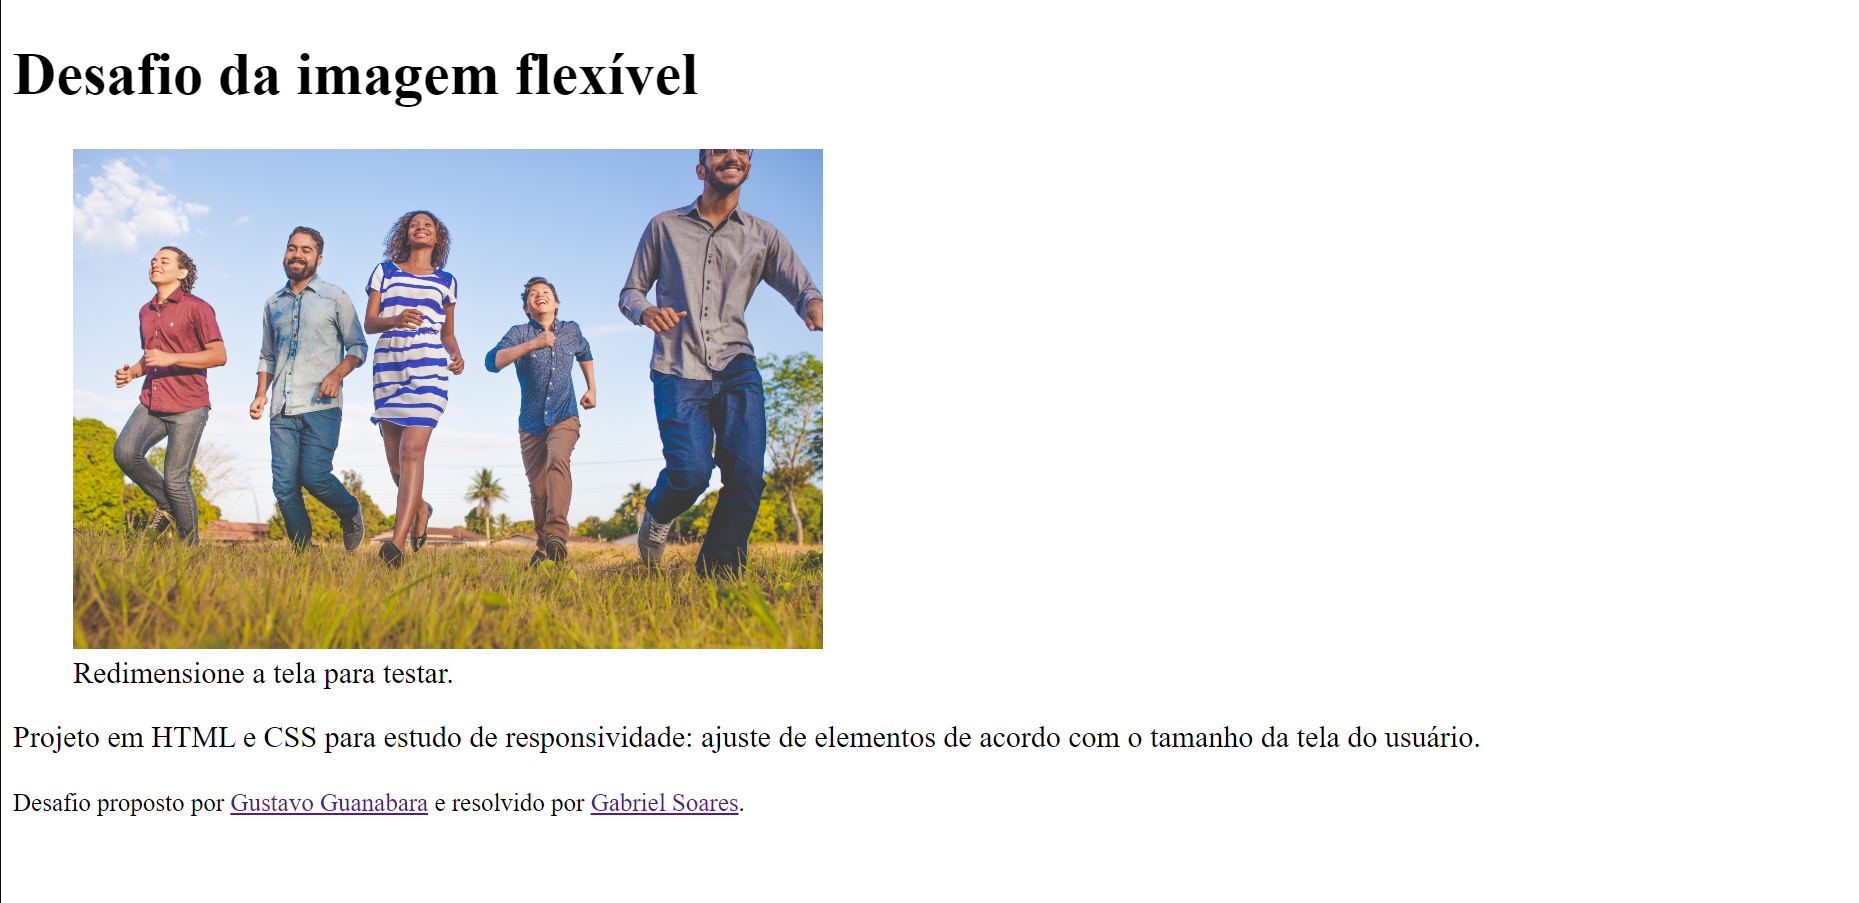 Desafio da imagem flexível
Redimensione a tela para testar.
Projeto em HTML e CSS para estudo de responsividade: ajuste de elementos de acordo com o tamanho da tela do usuário.
Desafio proposto por Gustavo Guanabara e resolvido por Gabriel Soares.